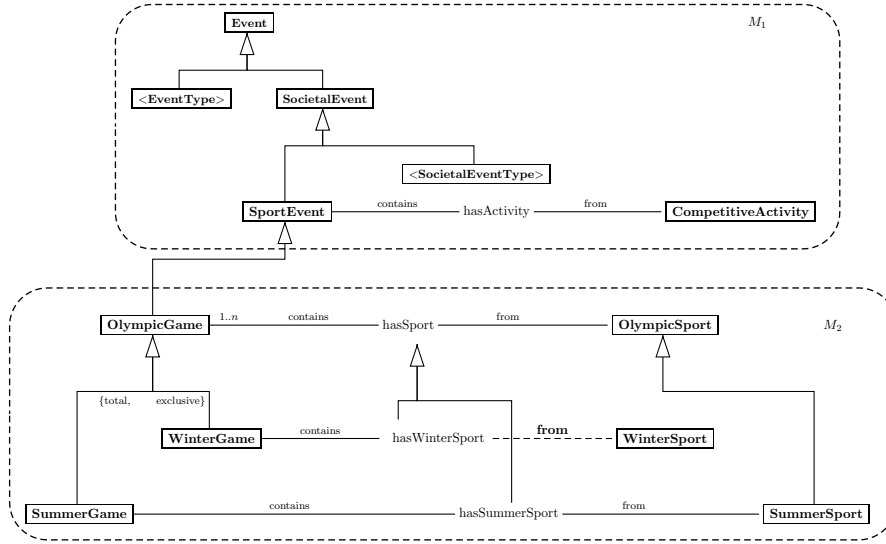 Event
M1
<EventType>
SocietalEvent
<SocietalEventType>
SportEvent contains hasActivity from CompetitiveActivity
OlympicGame 1..n contains hasSport from OlympicSport M2
{total, exclusive}
WinterGame contains hasWinterSport from WinterSport
SummerGame contains hasSummerSport from SummerSport